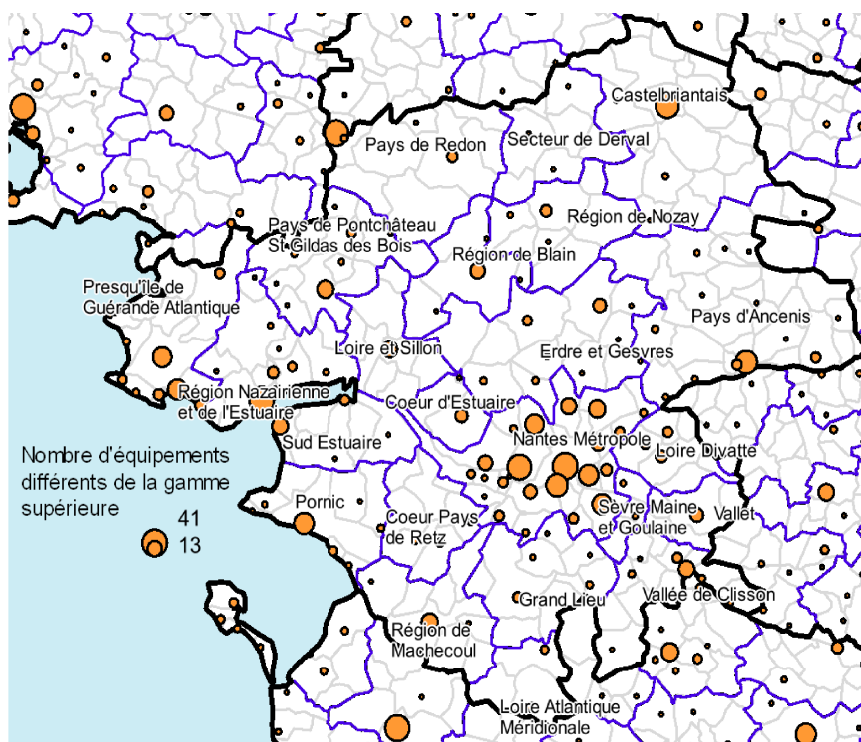 Castelbriantais
Pays de Redon
Secteur de Derval
Pays de Pontchâteau
St Gildas des Bois
Région de Nozay
Région de Blain
Presqu'île de
Guérande Atlantique
Pays d'Ancenis
Loire et Sillon
Erdre et Gesvres
Région Nazairienne
et de l'Estuaire
Coeur d'Estuaire
Sud Estuaire
Nantes Métropole
Loire Divatte
Nombre d'équipements
différents de la gamme
supérieure
41
13
Pornic
Coeur Pays
de Retz
Sèvre Maine
et Goulaine
Vallet
Grand Lieu
Vallée de Clisson
Région de
Machecoul
Loire Atlantique
Méridionale